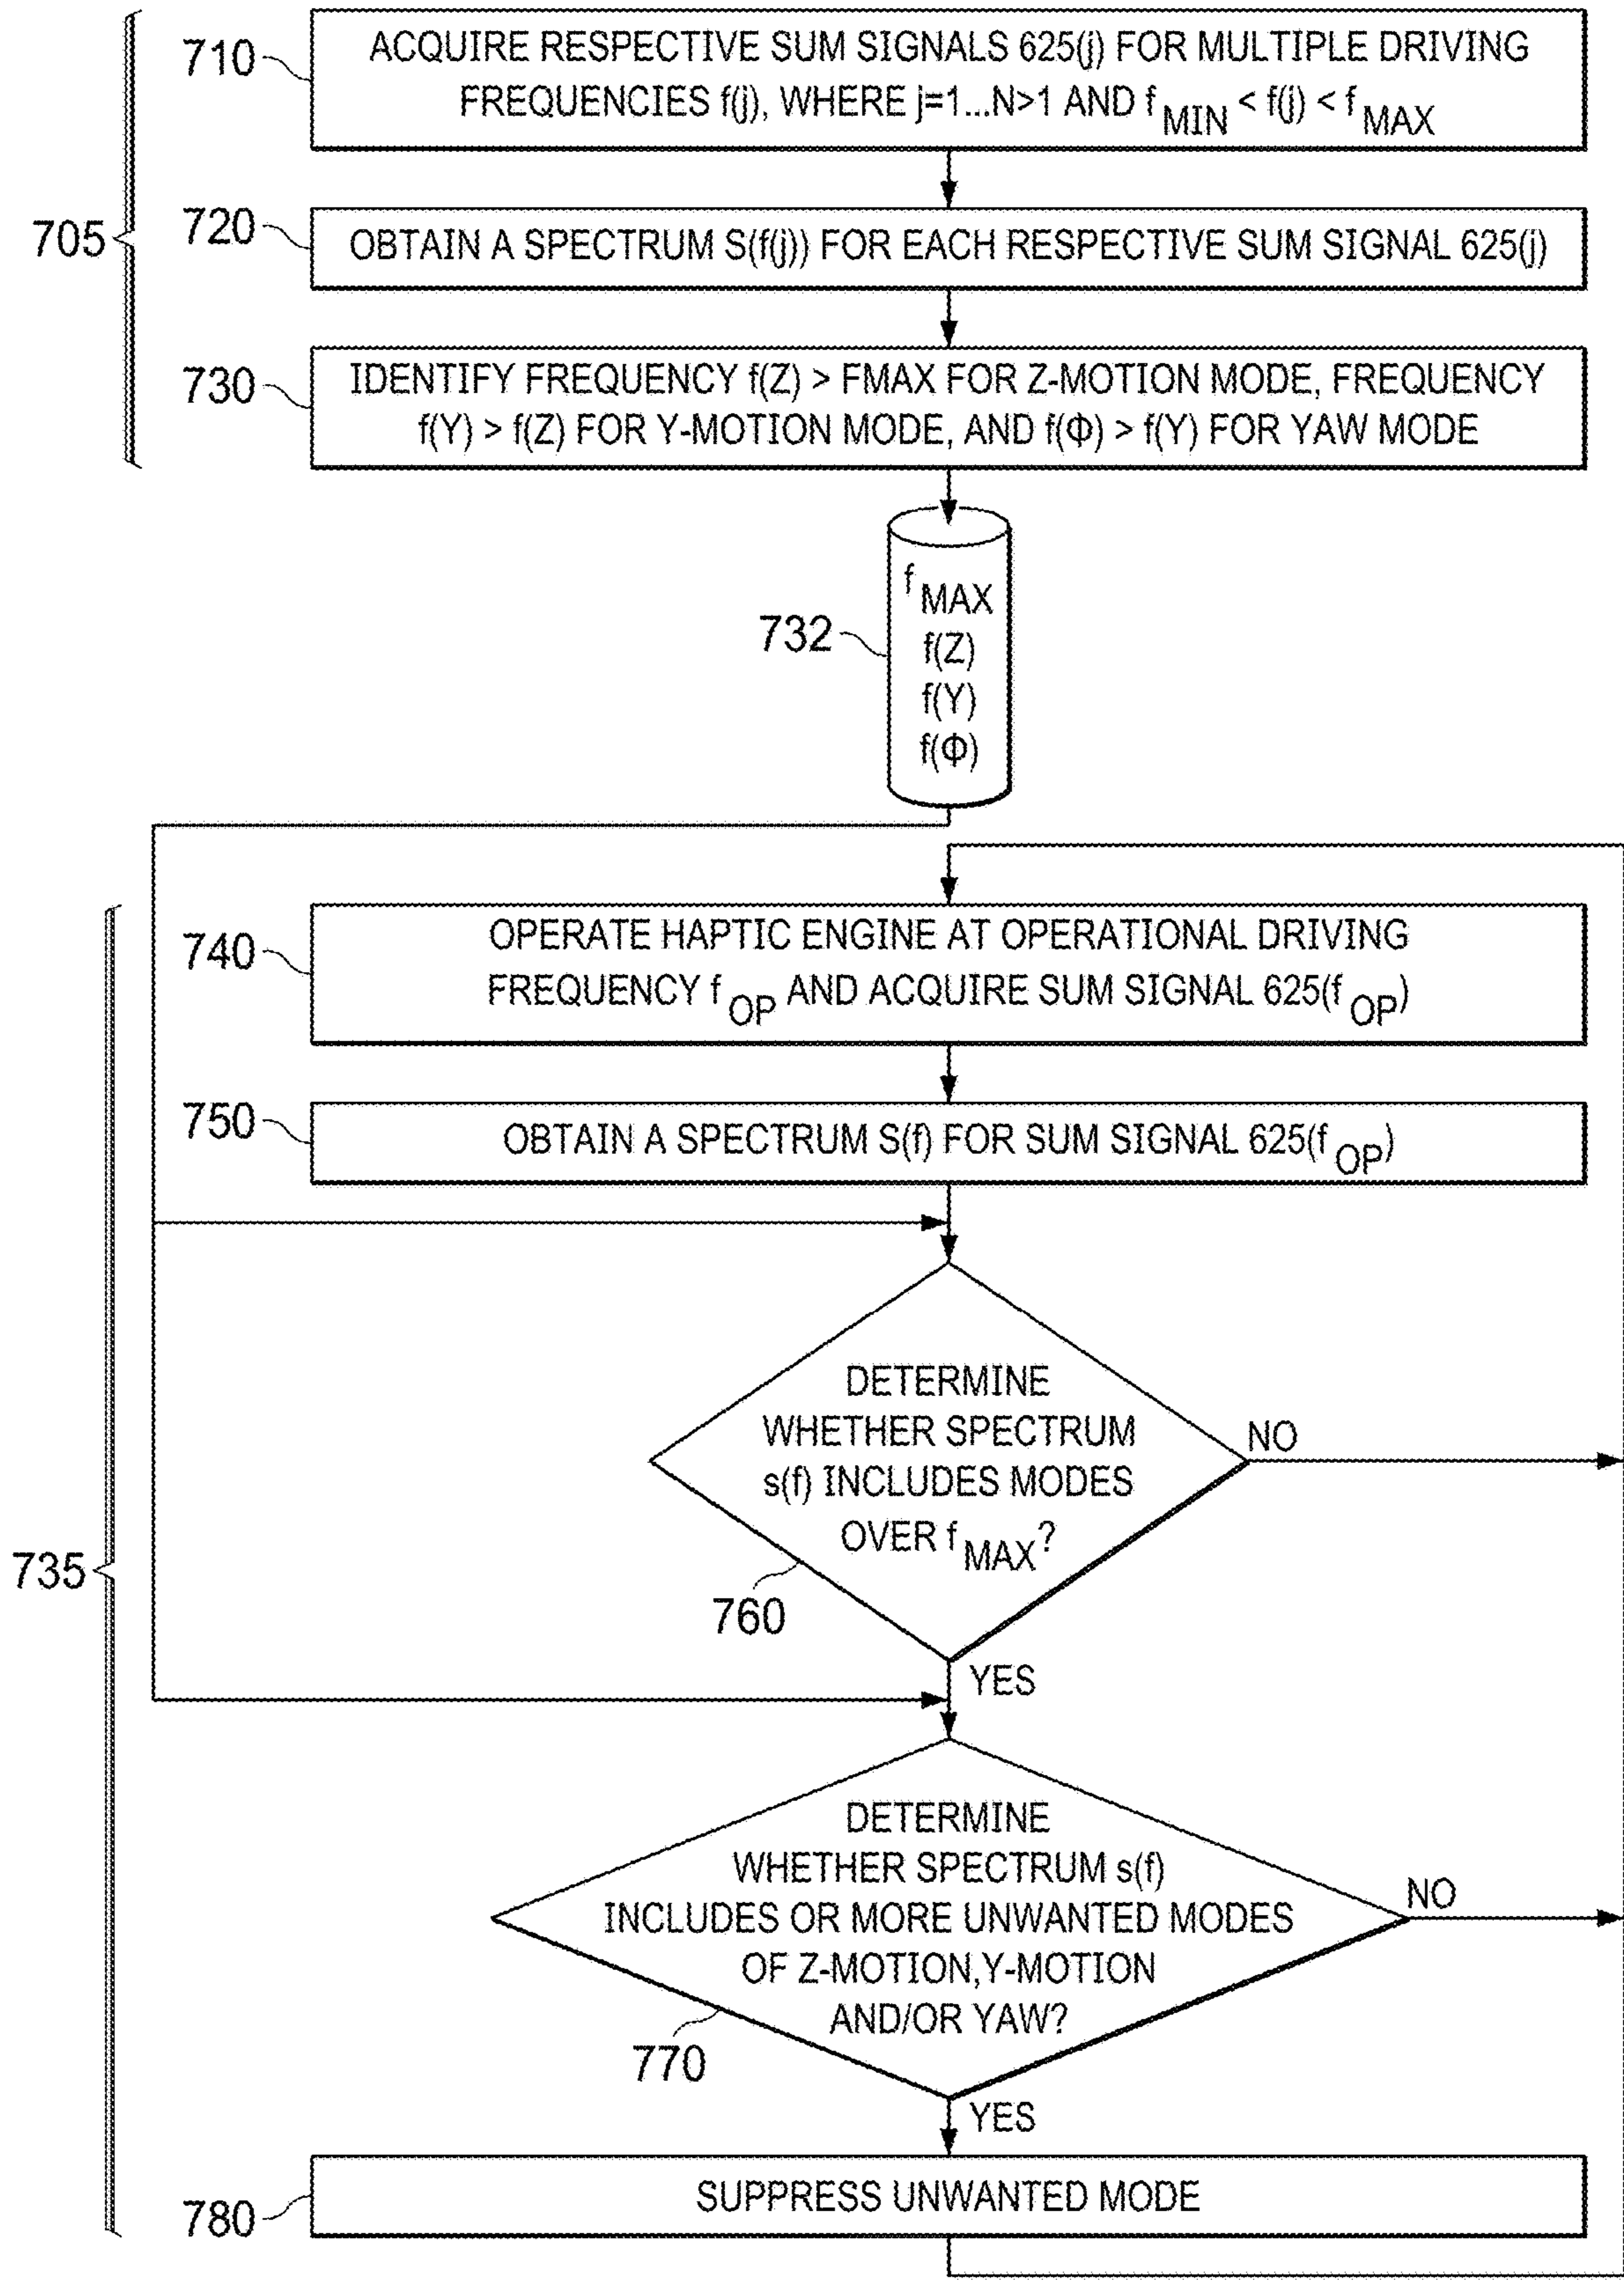 705
710
ACQUIRE RESPECTIVE SUM SIGNALS 625(j) FOR MULTIPLE DRIVING
FREQUENCIES f(j), WHERE j=1...N>1 AND f MIN < f(j) < f MAX
720
OBTAIN A SPECTRUM S(f(j)) FOR EACH RESPECTIVE SUM SIGNAL 625(j)
730
IDENTIFY FREQUENCY f(Z) > FMAX FOR Z-MOTION MODE, FREQUENCY
f(Y) > f(Z) FOR Y-MOTION MODE, AND f(Φ) > f(Y) FOR YAW MODE
732
f MAX
f(Z)
f(Y)
f(Φ)
735
740
OPERATE HAPTIC ENGINE AT OPERATIONAL DRIVING
FREQUENCY f OP AND ACQUIRE SUM SIGNAL 625(f OP)
750
OBTAIN A SPECTRUM S(f) FOR SUM SIGNAL 625(f OP)
DETERMINE
WHETHER SPECTRUM
s(f) INCLUDES MODES
OVER f MAX?
NO
760
YES
DETERMINE
WHETHER SPECTRUM s(f)
INCLUDES OR MORE UNWANTED MODES
OF Z-MOTION,Y-MOTION
AND/OR YAW?
NO
770
YES
780
SUPPRESS UNWANTED MODE